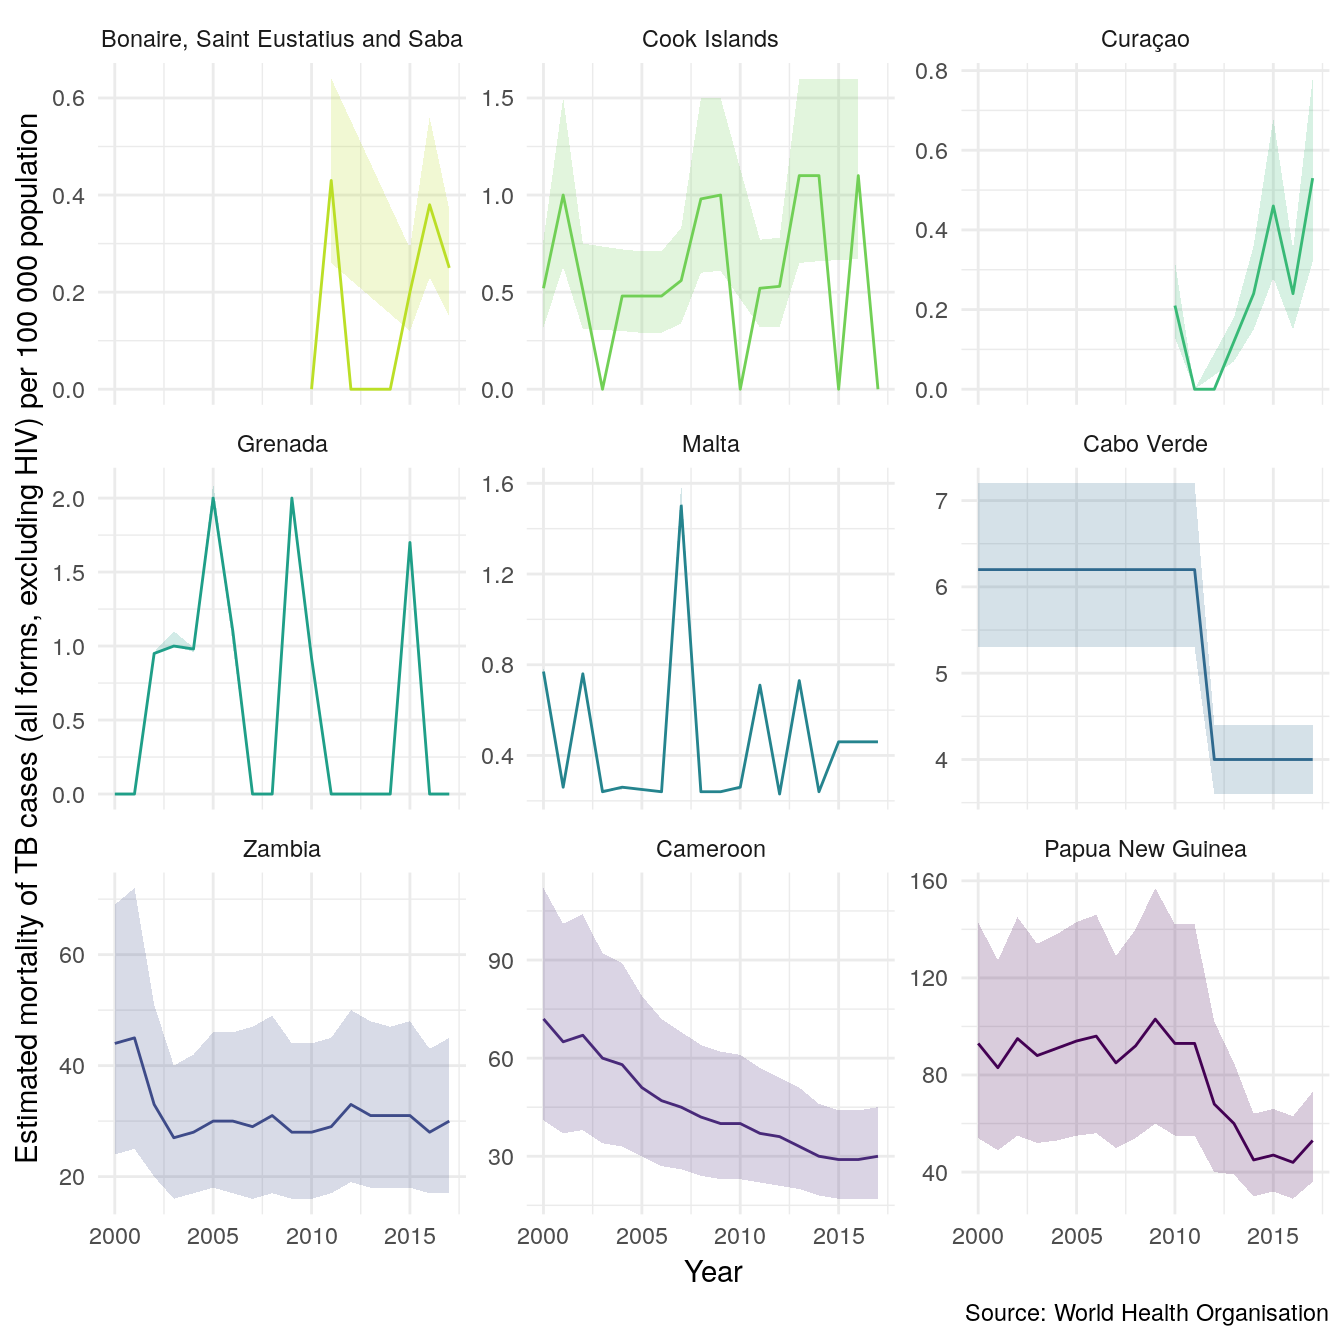 Estimated mortality of TB cases (all forms, excluding HIV) per 100 000 population
Bonaire, Saint Eustatius and Saba
0.6
0.4
0.2
0.0
Cook Islands
1.5
1.0
0.5
0.0
Curaçao
0.8
0.6
0.4
0.2
0.0
Grenada
2.0
1.5
1.0
0.5
0.0
Malta
1.6
1.2
0.8
0.4
Cabo Verde
7
6
5
4
Zambia
60
40
20
2000 2005 2010 2015
Cameroon
90
60
30
2000 2005 2010 2015
Papua New Guinea
160
120
80
40
2000 2005 2010 2015
Year
Source: World Health Organisation